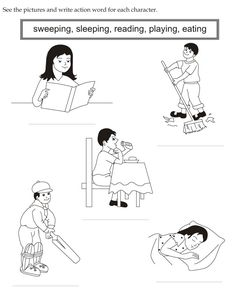 See the pictures and write action word for each character.
sweeping, sleeping, reading, playing, eating